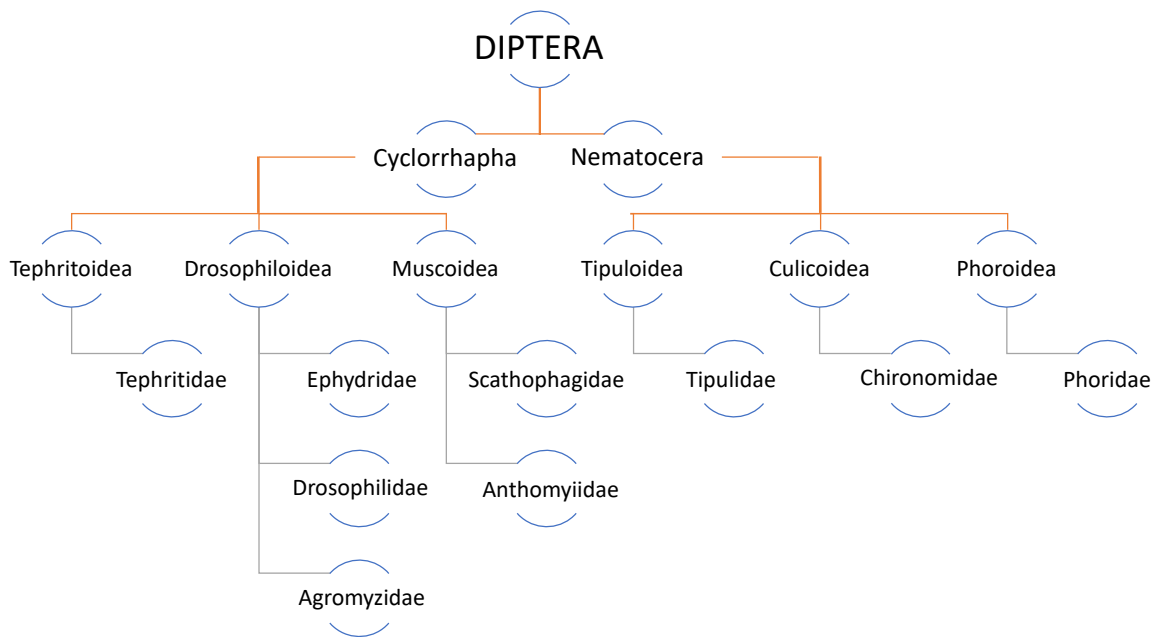 DIPTERA
Cyclorrhapha
Nematocera
Tephritoidea
Drosophiloidea
Muscoidea
Tipuloidea
Culicoidea
Phoroidea
Tephritidae
Ephydridae
Scathophagidae
Tipulidae
Chironomidae
Phoridae
Drosophilidae
Anthomyiidae
Agromyzidae